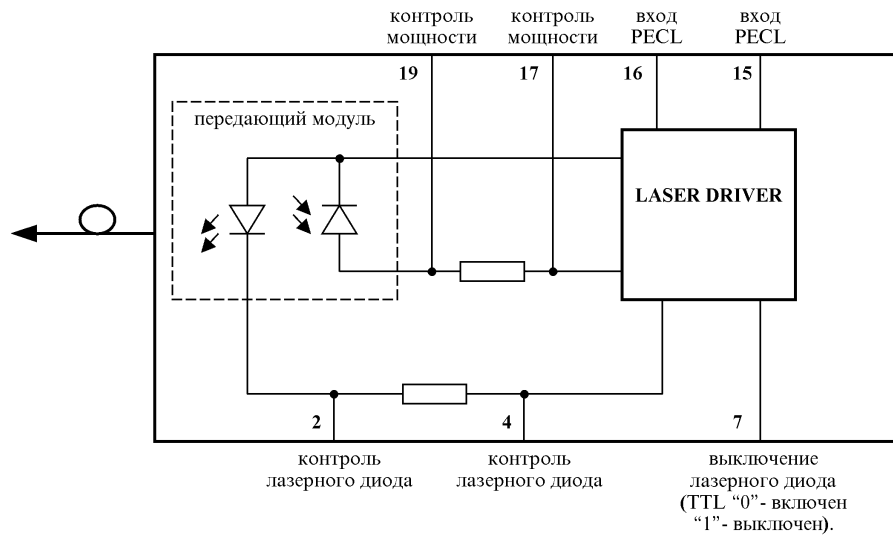 контроль
мощности
контроль
мощности
вход
PECL
вход
PECL
19
17
16
15
передающий модуль
LASER DRIVER
2
4
7
контроль
лазерного диода
контроль
лазерного диода
выключение
лазерного диода
(TTL “0”- включен
“1”- выключен).